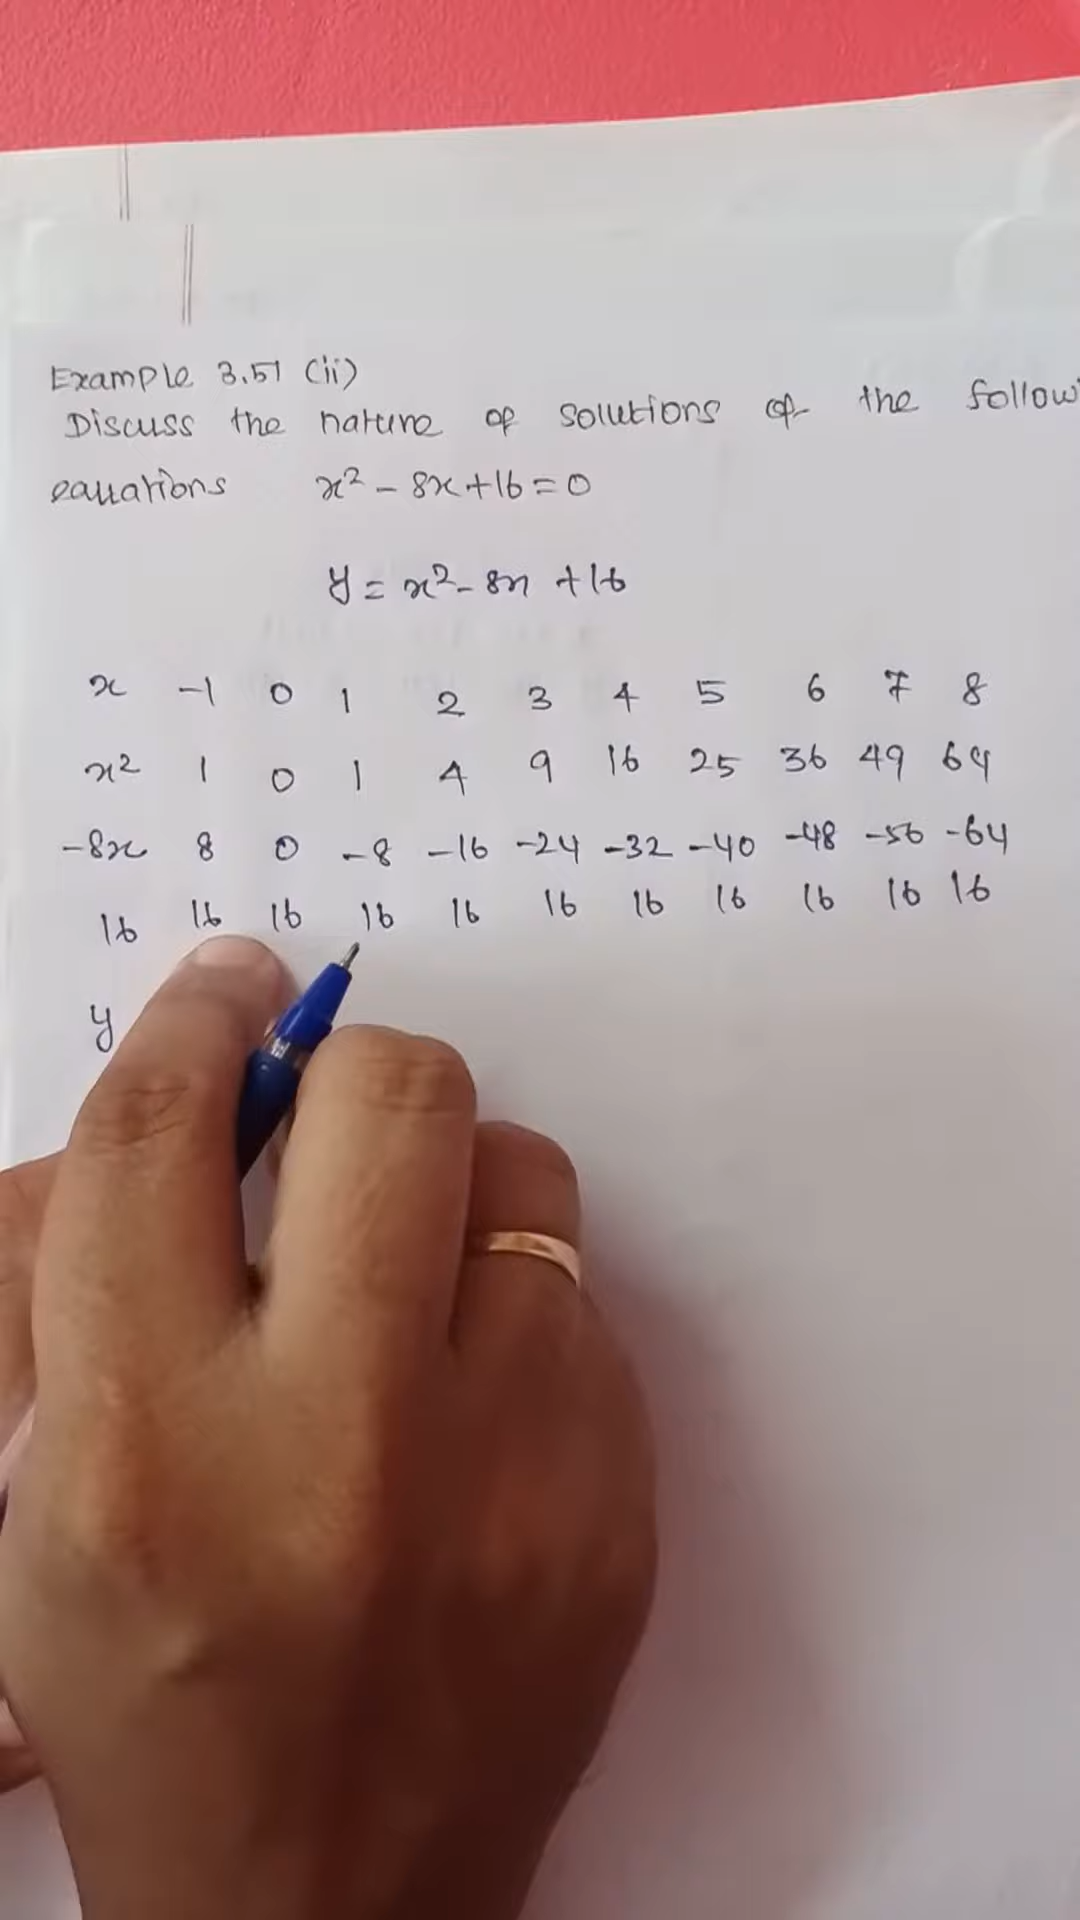 Example 3.51 (ii)
Discuss the nature of solutions of the follow
equations x² - 8x + 16 = 0
y = x² - 8x + 16
x -1 0 1 2 3 4 5 6 7 8
x² 1 0 1 4 9 16 25 36 49 64
-8x 8 0 -8 -16 -24 -32 -40 -48 -56 -64
16 16 16 16 16 16 16 16 16 16 16
y